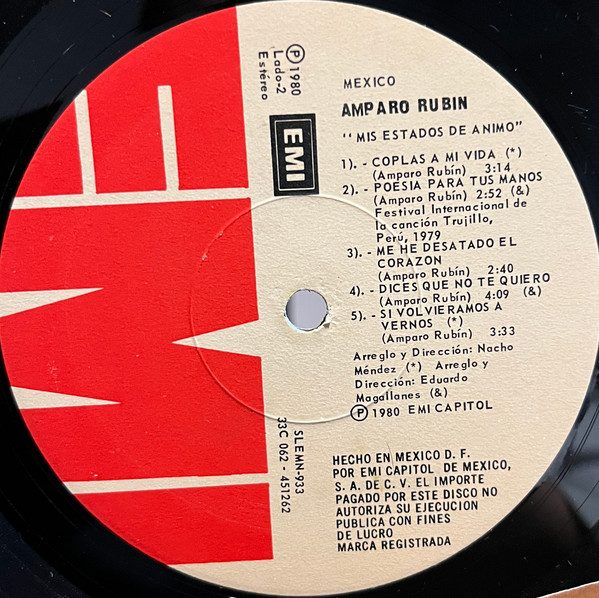 ℗ 1980
Lado-2
Estéreo
EMI
MEXICO
AMPARO RUBIN
"MIS ESTADOS DE ANIMO"
1). - COPLAS A MI VIDA (*)
(Amparo Rubín) 3:14
2). - POESIA PARA TUS MANOS
(Amparo Rubín) 2:52 (&)
Festival Internacional de
la canción Trujillo,
Perú, 1979
3). - ME HE DESATADO EL
CORAZON
(Amparo Rubín) 2:40
4). - DICES QUE NO TE QUIERO
(Amparo Rubín) 4:09 (&)
5). - SI VOLVIERAMOS A
VERNOS (*)
(Amparo Rubín) 3:33
Arreglo y Dirección: Nacho
Méndez (*) Arreglo y
Dirección: Eduardo
Magallanes (&)
℗ 1980 EMI CAPITOL
SLEMN-933
33C 062 - 451262
HECHO EN MEXICO D. F.
POR EMI CAPITOL DE MEXICO,
S. A. DE C. V. EL IMPORTE
PAGADO POR ESTE DISCO NO
AUTORIZA SU EJECUCION
PUBLICA CON FINES
DE LUCRO
MARCA REGISTRADA
EMI